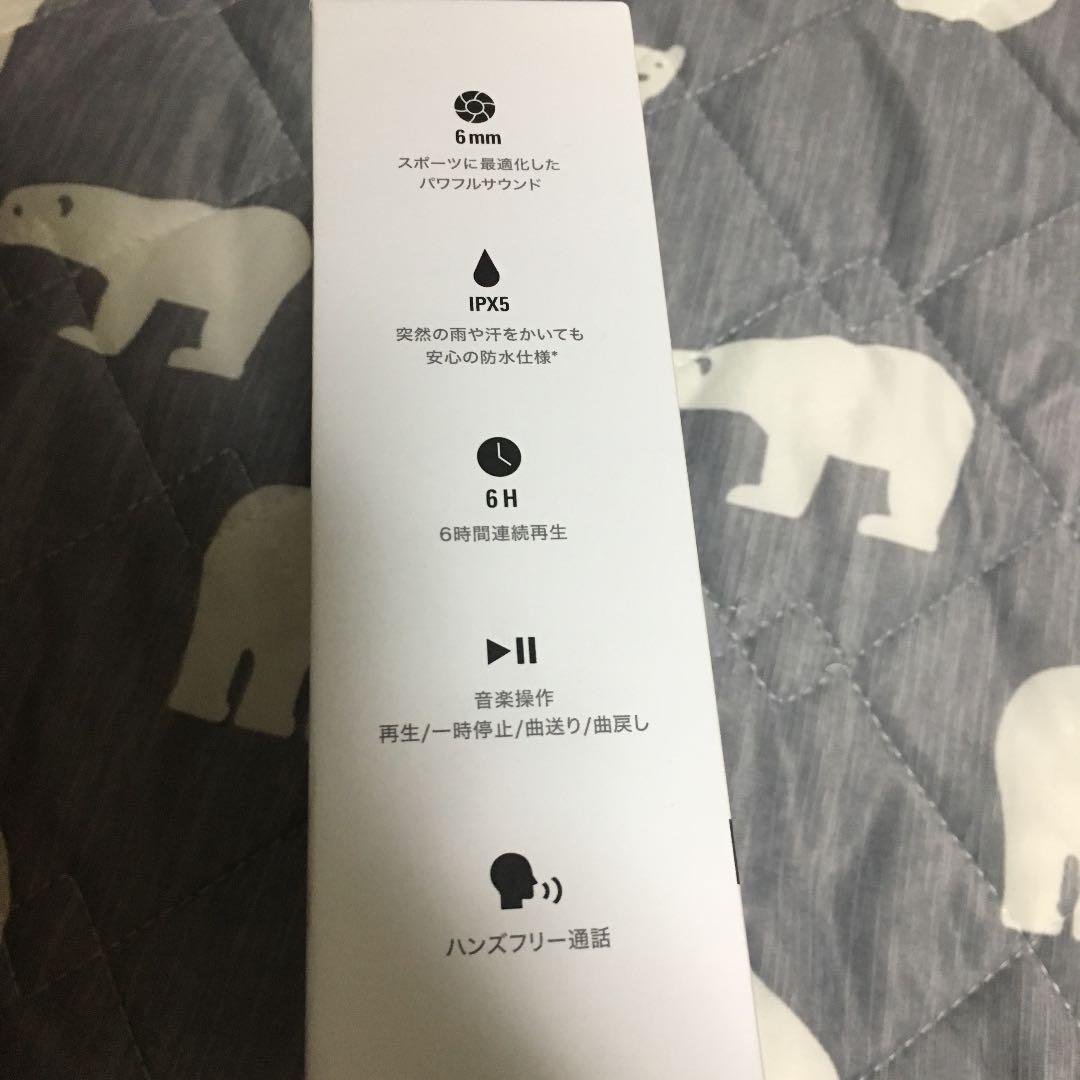 6mm
スポーツに最適化した
パワフルサウンド
IPX5
突然の雨や汗をかいても
安心の防水仕様*
6H
6時間連続再生
音楽操作
再生/一時停止/曲送り/曲戻し
ハンズフリー通話